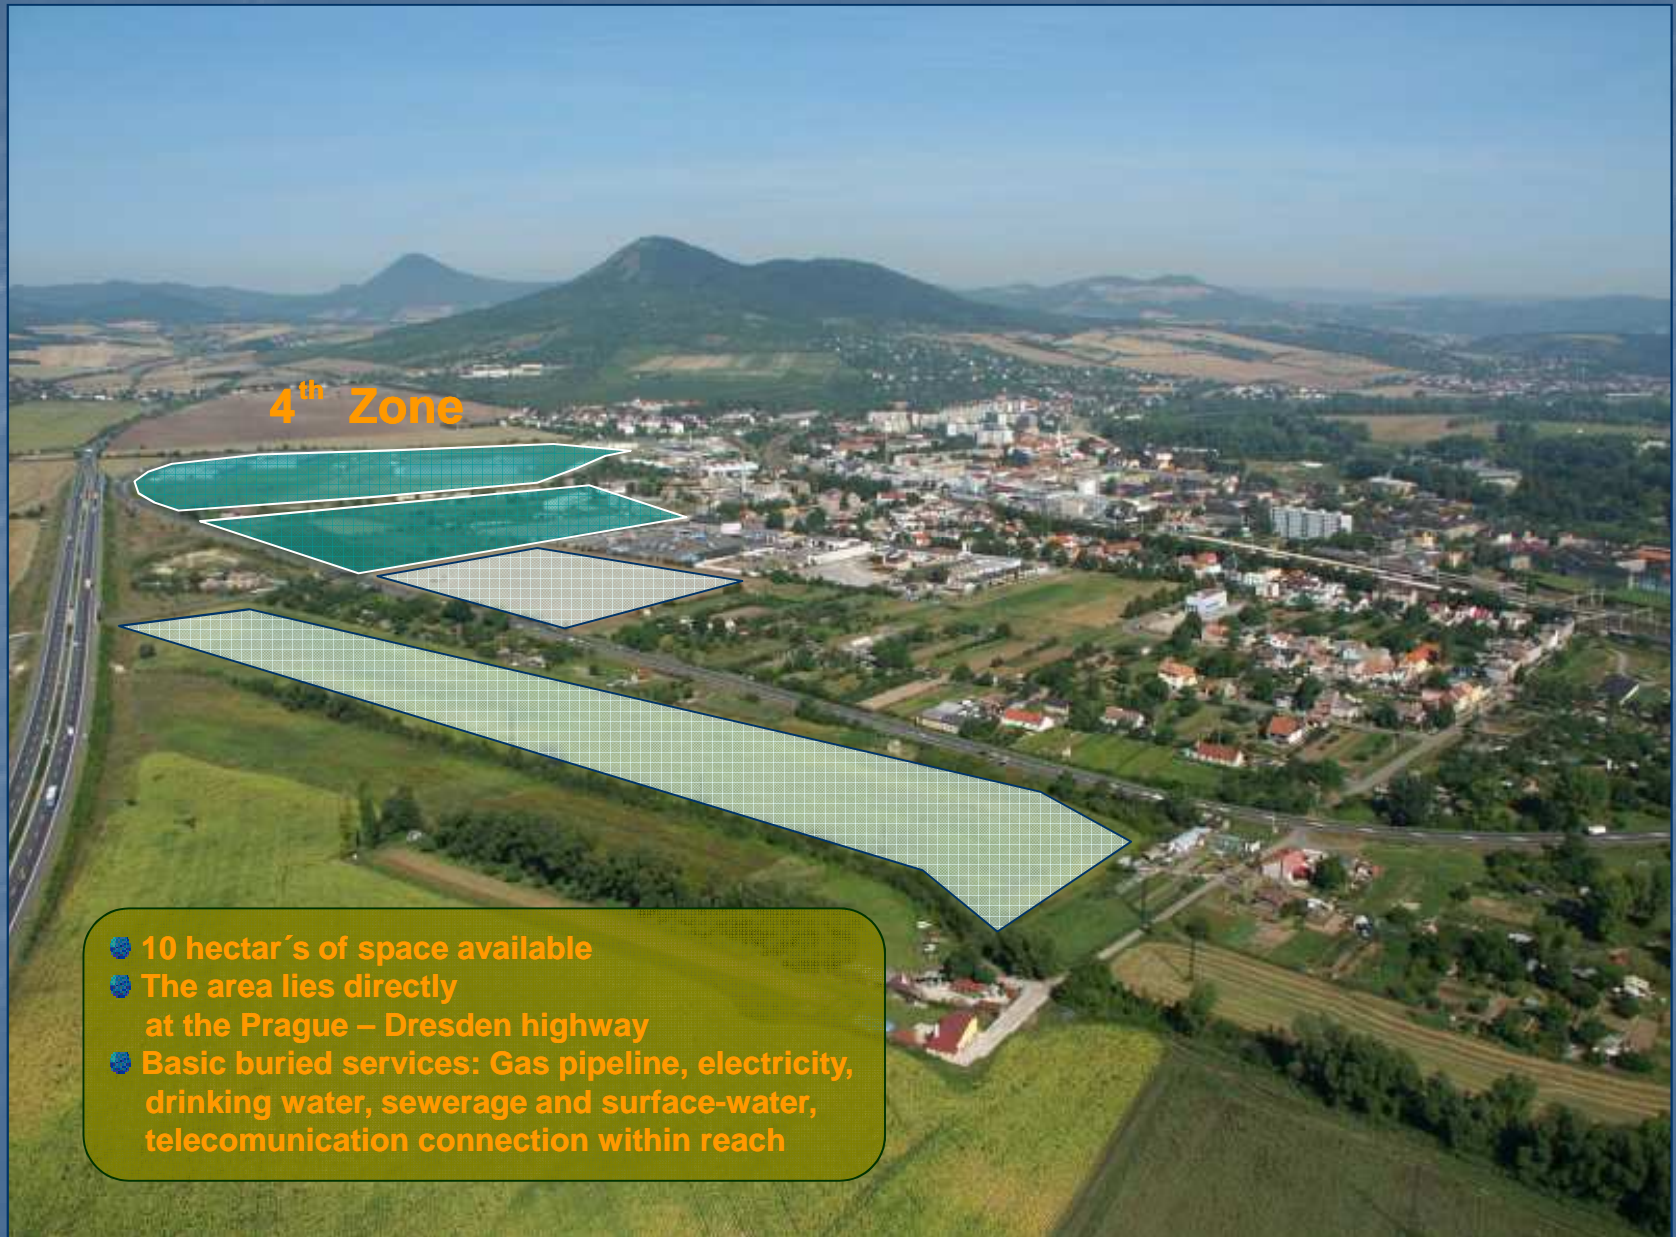 4th Zone
10 hectar´s of space available
The area lies directly
at the Prague – Dresden highway
Basic buried services: Gas pipeline, electricity,
drinking water, sewerage and surface-water,
telecomunication connection within reach